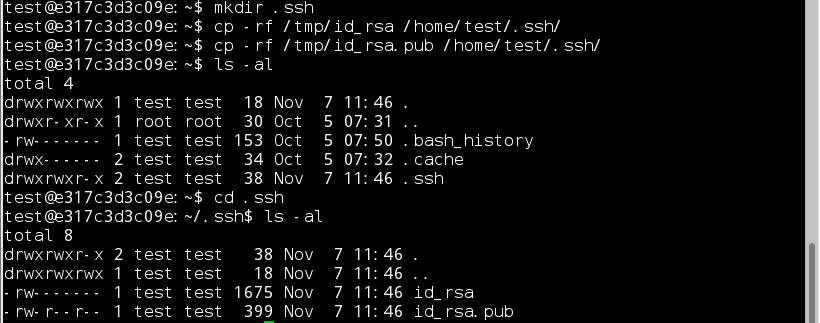 test@e317c3d3c09e:~$ mkdir .ssh
test@e317c3d3c09e:~$ cp -rf /tmp/id_rsa /home/test/.ssh/
test@e317c3d3c09e:~$ cp -rf /tmp/id_rsa.pub /home/test/.ssh/
test@e317c3d3c09e:~$ ls -al
total 4
drwxrwxrwx 1 test test  18 Nov  7 11:46 .
drwxr-xr-x 1 root root  30 Oct  5 07:31 ..
-rw------- 1 test test 153 Oct  5 07:50 .bash_history
drwx------ 2 test test  34 Oct  5 07:32 .cache
drwxrwxr-x 2 test test  38 Nov  7 11:46 .ssh
test@e317c3d3c09e:~$ cd .ssh
test@e317c3d3c09e:~/.ssh$ ls -al
total 8
drwxrwxr-x 2 test test   38 Nov  7 11:46 .
drwxrwxrwx 1 test test   18 Nov  7 11:46 ..
-rw------- 1 test test 1675 Nov  7 11:46 id_rsa
-rw-r--r-- 1 test test  399 Nov  7 11:46 id_rsa.pub